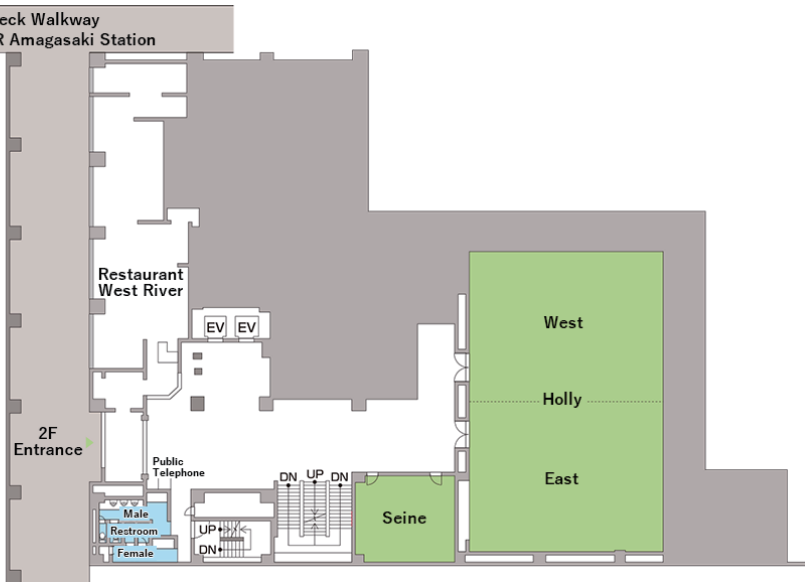 eck Walkway
R Amagasaki Station
Restaurant
West River
EV EV
West
Holly
East
2F
Entrance
Public
Telephone
DN UP DN
Male
Restroom
Female
UP
DN
Seine